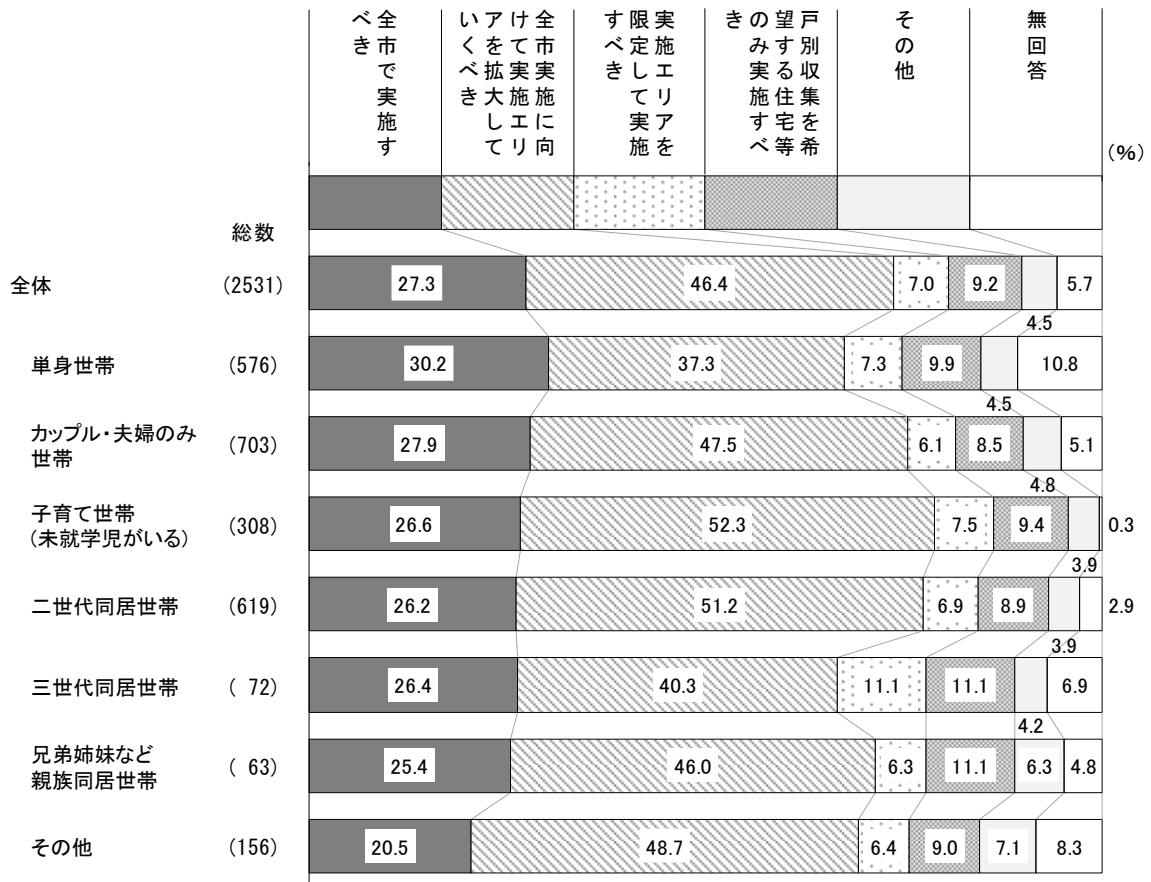 全市で実施す
べき
全市実施に向
けて実施エリ
アを拡大して
いくべき
実施エリアを
限定して実施
すべき
戸別収集を希
望する住宅等
のみ実施すべ
き
その他
無回答
(%)
総数
全体 (2531) 27.3 46.4 7.0 9.2 5.7
4.5
単身世帯 (576) 30.2 37.3 7.3 9.9 10.8
4.5
カップル・夫婦のみ
世帯 (703) 27.9 47.5 6.1 8.5 5.1
4.8
子育て世帯
(未就学児がいる) (308) 26.6 52.3 7.5 9.4 0.3
3.9
二世代同居世帯 (619) 26.2 51.2 6.9 8.9 2.9
3.9
三世代同居世帯 ( 72) 26.4 40.3 11.1 11.1 6.9
4.2
兄弟姉妹など
親族同居世帯 ( 63) 25.4 46.0 6.3 11.1 6.3 4.8
その他 (156) 20.5 48.7 6.4 9.0 7.1 8.3